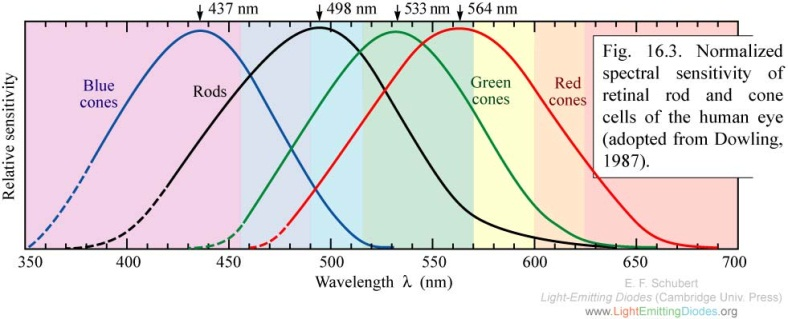 437 nm
498 nm
533 nm
564 nm
Relative sensitivity
Blue
cones
Rods
Green
cones
Red
cones
Fig. 16.3. Normalized
spectral sensitivity of
retinal rod and cone
cells of the human eye
(adopted from Dowling,
1987).
350 400 450 500 550 600 650 700
Wavelength λ (nm)
E. F. Schubert
Light-Emitting Diodes (Cambridge Univ. Press)
www.LightEmittingDiodes.org